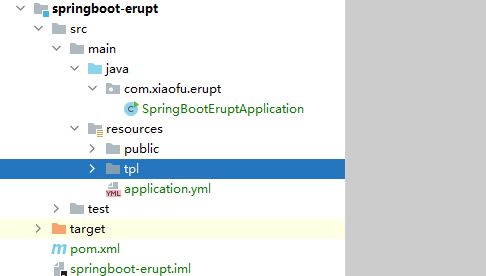 springboot-erupt
src
main
java
com.xiaofu.erupt
SpringBootEruptApplication
resources
public
tpl
application.yml
test
target
pom.xml
springboot-erupt.iml